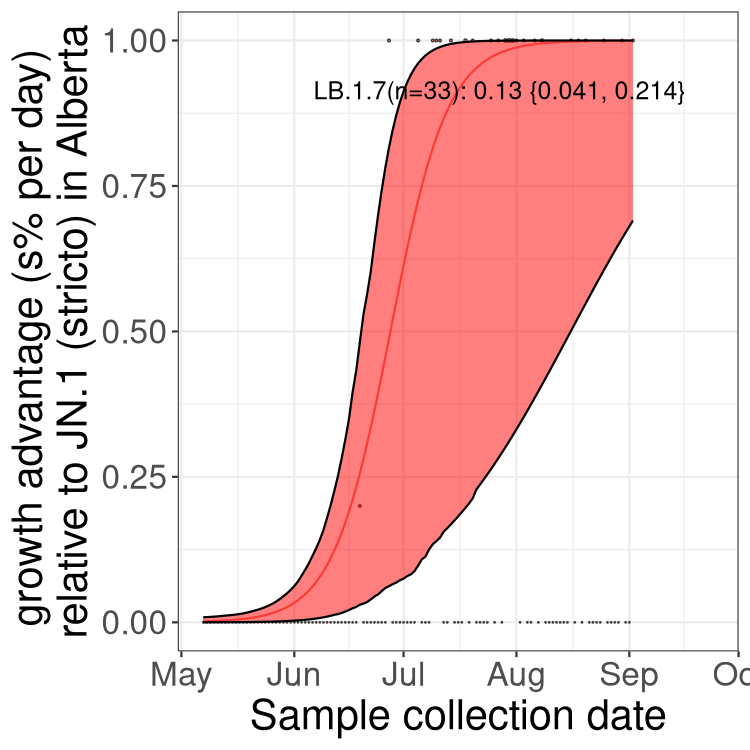 growth advantage (s% per day)
relative to JN.1 (stricto) in Alberta
1.00
0.75
0.50
0.25
0.00
LB.1.7(n=33): 0.13 {0.041, 0.214}
May Jun Jul Aug Sep Oc
Sample collection date